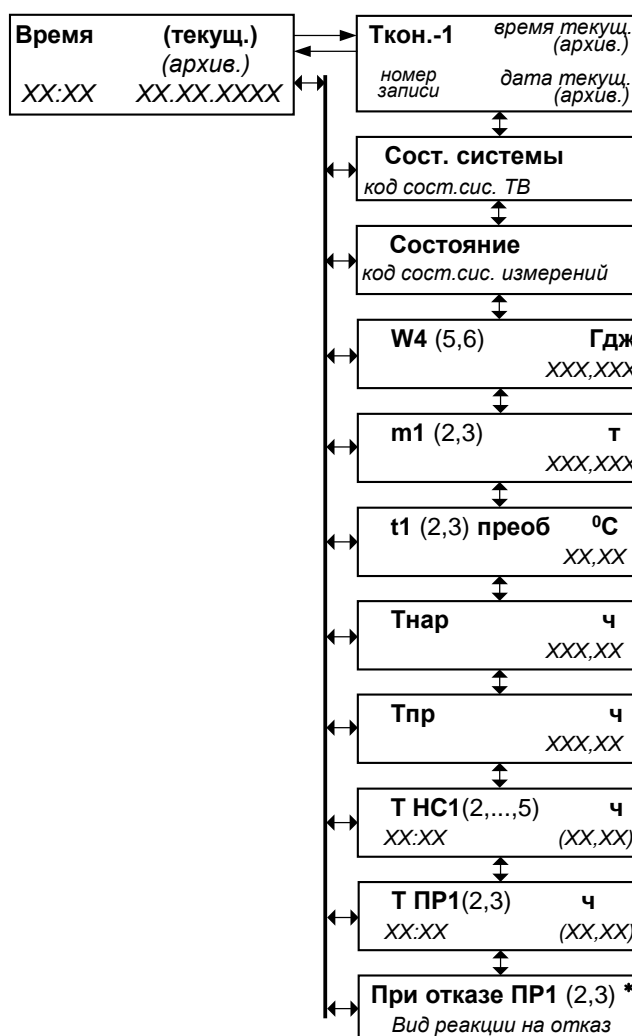 Время (текущ.)
(архив.)
XX:XX XX.XX.XXXX
Ткон.-1 время текущ.
(архив.)
номер записи дата текущ.
(архив.)
Сост. системы
код сост.сис. ТВ
Состояние
код сост.сис. измерений
W4 (5,6) Гдж
XXX,XXX
m1 (2,3) т
XXX,XXX
t1 (2,3) преоб ⁰C
XX,XX
Тнар ч
XXX,XX
Тпр ч
XXX,XX
Т НС1(2,...,5) ч
XX:XX (XX,XX)
Т ПР1(2,3) ч
XX:XX (XX,XX)
При отказе ПР1 (2,3) *
Вид реакции на отказ